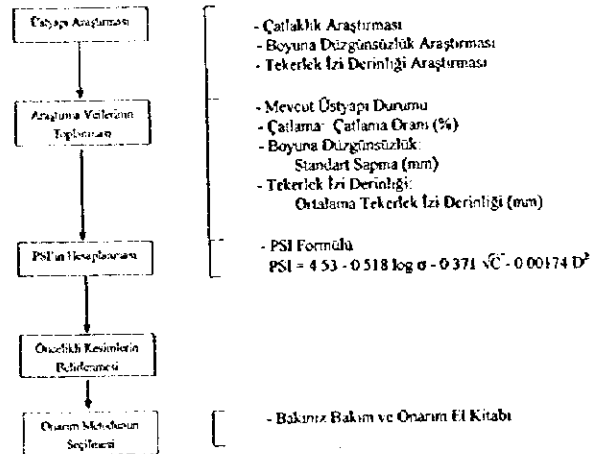 Üstyapı Araştırması
- Çatlaklık Araştırması
- Boyuna Düzgünsüzlük Araştırması
- Tekerlek İzi Derinliği Araştırması
Araştırma Verilerinin
Toplanması
- Mevcut Üstyapı Durumu
- Çatlama: Çatlama Oranı (%)
- Boyuna Düzgünsüzlük:
Standart Sapma (mm)
- Tekerlek İzi Derinliği:
Ortalama Tekerlek İzi Derinliği (mm)
PSI'ın Hesaplanması
- PSI Formülü
PSI = 4.53 - 0.518 log σ - 0.371 √C - 0.00174 D²
Öncelikli Kesimlerin
Belirlenmesi
Onarım Metodunun
Seçilmesi
- Bakınız Bakım ve Onarım El Kitabı